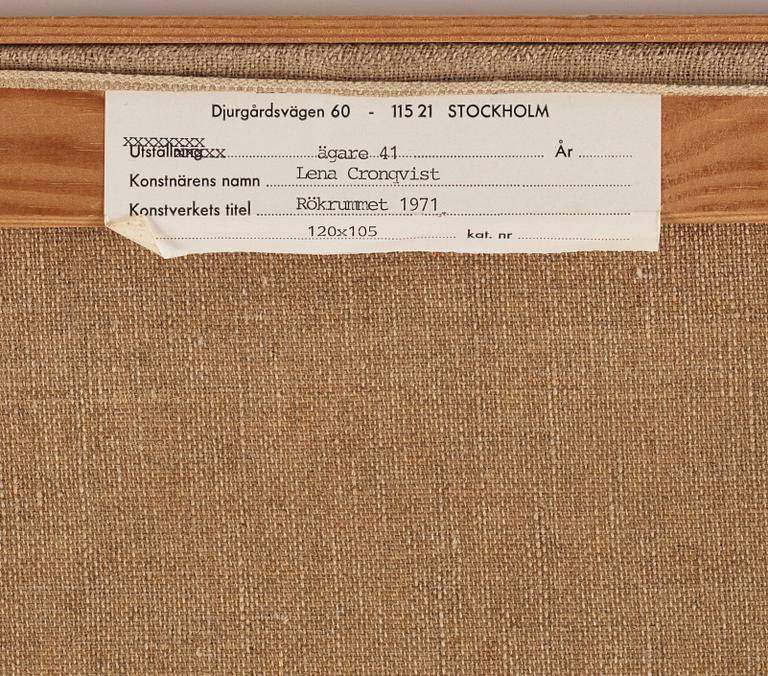 Djurgårdsvägen 60 - 115 21 STOCKHOLM
Utställning ägare 41 År
Konstnärens namn Lena Cronqvist
Konstverkets titel Rökrummet 1971
120x105 kat. nr